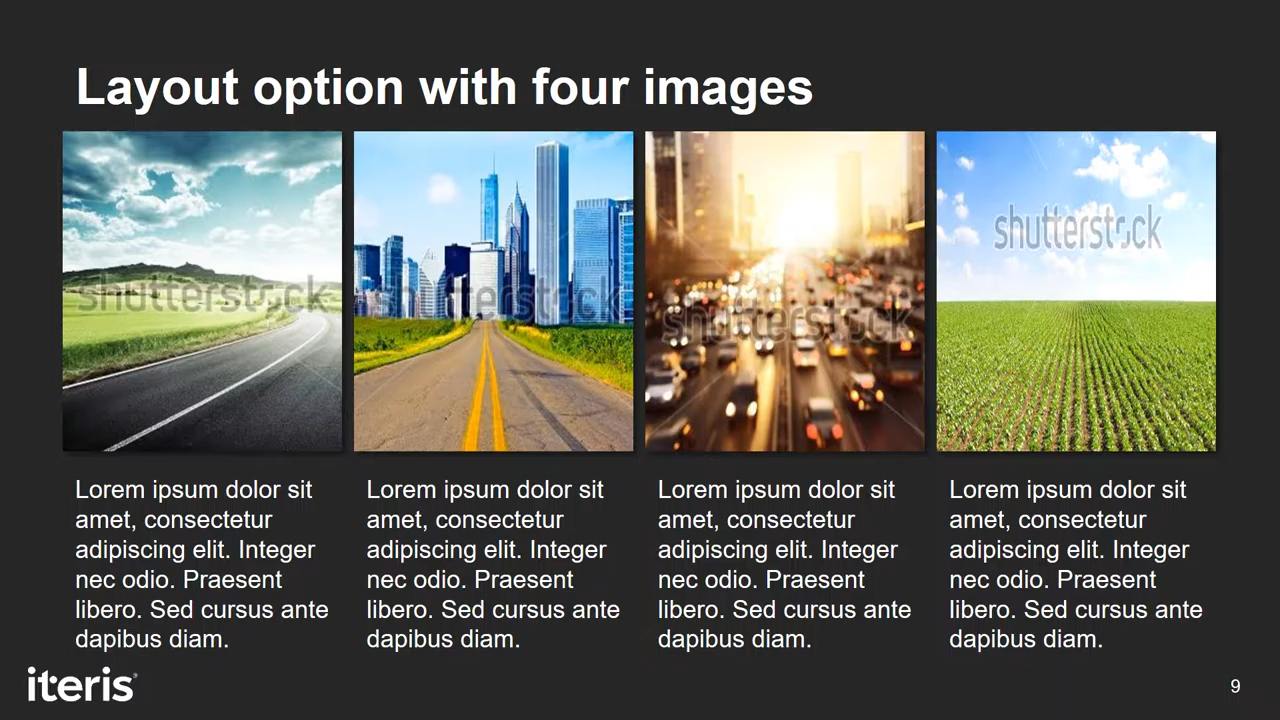 Layout option with four images
shutterstock
shutterstock
shutterstock
shutterstock
Lorem ipsum dolor sit
amet, consectetur
adipiscing elit. Integer
nec odio. Praesent
libero. Sed cursus ante
dapibus diam.
Lorem ipsum dolor sit
amet, consectetur
adipiscing elit. Integer
nec odio. Praesent
libero. Sed cursus ante
dapibus diam.
Lorem ipsum dolor sit
amet, consectetur
adipiscing elit. Integer
nec odio. Praesent
libero. Sed cursus ante
dapibus diam.
Lorem ipsum dolor sit
amet, consectetur
adipiscing elit. Integer
nec odio. Praesent
libero. Sed cursus ante
dapibus diam.
iteris
9